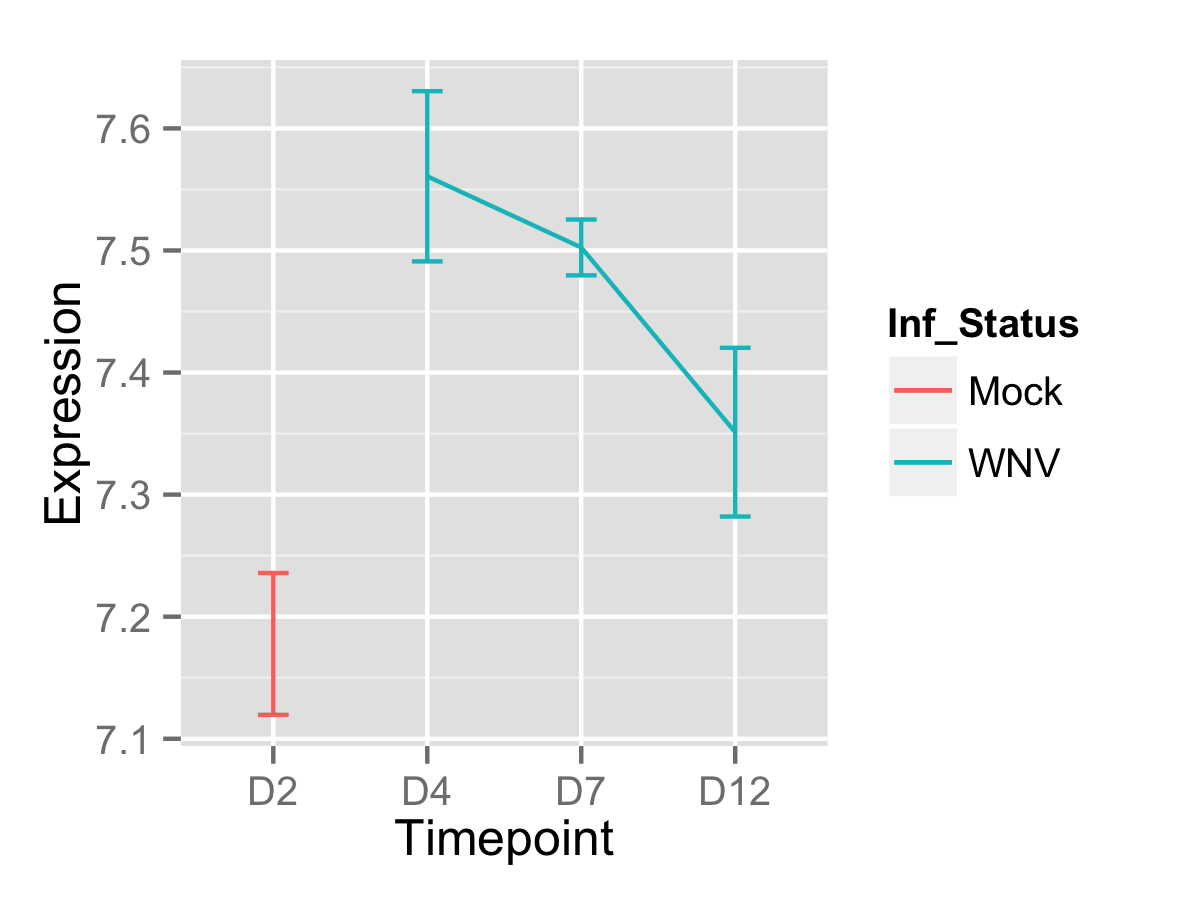 7.6
7.5
7.4
7.3
7.2
7.1
Expression
D2 D4 D7 D12
Timepoint
Inf_Status
Mock
WNV